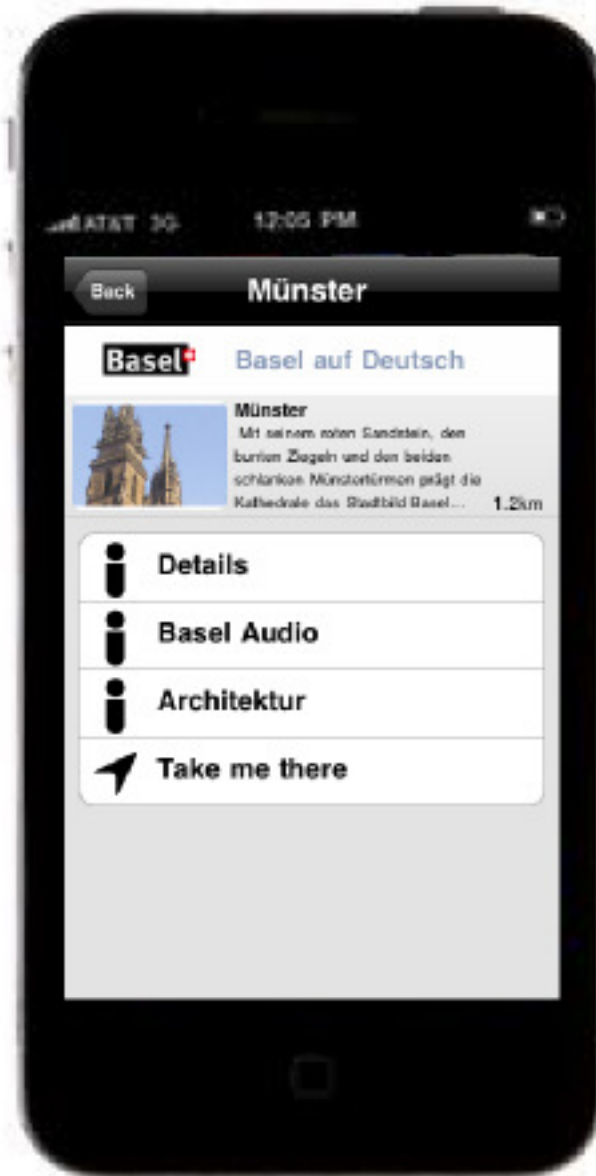 AT&T 3G 12:05 PM
Back Münster
Basel Basel auf Deutsch
Münster
Mit seinem roten Sandstein, den
bunten Ziegeln und den beiden
schlanken Münstertürmen prägt die
Kathedrale das Stadtbild Basel... 1.2km
Details
Basel Audio
Architektur
Take me there